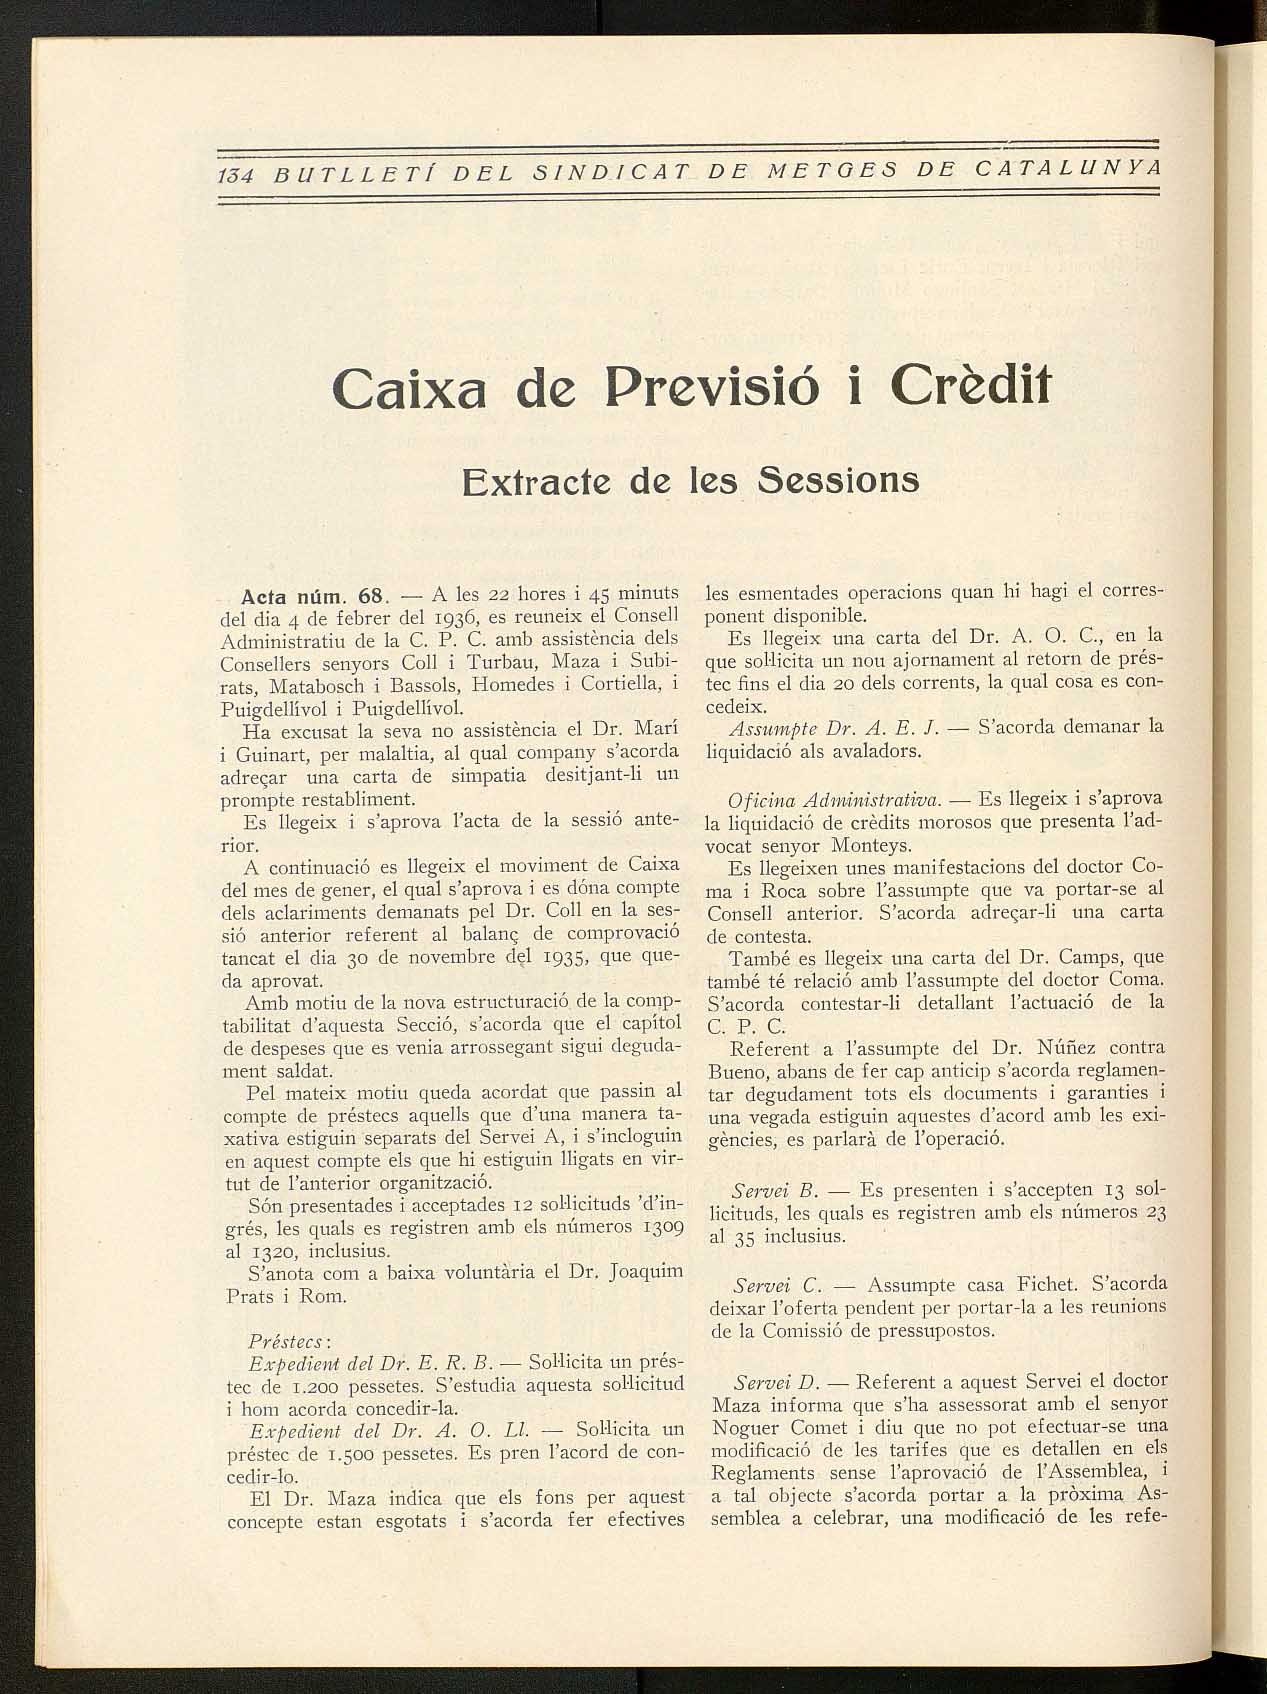 134 BUTLLETÍ DEL SINDICAT DE METGES DE CATALUNYA
Caixa de Previsió i Crèdit
Extracte de les Sessions
Acta núm. 68. — A les 22 hores i 45 minuts
del dia 4 de febrer del 1936, es reuneix el Consell
Administratiu de la C. P. C. amb assistència dels
Consellers senyors Coll i Turbau, Maza i Subi-
rats, Matabosch i Bassols, Homedes i Cortiella, i
Puigdellívol i Puigdellívol.
Ha excusat la seva no assistència el Dr. Marí
i Guinart, per malaltia, al qual company s'acorda
adreçar una carta de simpatia desitjant-li un
prompte restabliment.
Es llegeix i s'aprova l'acta de la sessió ante-
rior.
A continuació es llegeix el moviment de Caixa
del mes de gener, el qual s'aprova i es dóna compte
dels aclariments demanats pel Dr. Coll en la ses-
sió anterior referent al balanç de comprovació
tancat el dia 30 de novembre del 1935, que que-
da aprovat.
Amb motiu de la nova estructuració de la comp-
tabilitat d'aquesta Secció, s'acorda que el capítol
de despeses que es venia arrossegant sigui deguda-
ment saldat.
Pel mateix motiu queda acordat que passin al
compte de préstecs aquells que d'una manera ta-
xativa estiguin separats del Servei A, i s'incloguin
en aquest compte els que hi estiguin lligats en vir-
tut de l'anterior organització.
Són presentades i acceptades 12 sol·licituds 'd'in-
grés, les quals es registren amb els números 1309
al 1320, inclusius.
S'anota com a baixa voluntària el Dr. Joaquim
Prats i Rom.
Préstecs:
Expedient del Dr. E. R. B. — Sol·licita un prés-
tec de 1.200 pessetes. S'estudia aquesta sol·licitud
i hom acorda concedir-la.
Expedient del Dr. A. O. Ll. — Sol·licita un
préstec de 1.500 pessetes. Es pren l'acord de con-
cedir-lo.
El Dr. Maza indica que els fons per aquest
concepte estan esgotats i s'acorda fer efectives
les esmentades operacions quan hi hagi el corres-
ponent disponible.
Es llegeix una carta del Dr. A. O. C., en la
que sol·licita un nou ajornament al retorn de prés-
tec fins el dia 20 dels corrents, la qual cosa es con-
cedeix.
Assumpte Dr. A. E. J. — S'acorda demanar la
liquidació als avaladors.
Oficina Administrativa. — Es llegeix i s'aprova
la liquidació de crèdits morosos que presenta l'ad-
vocat senyor Monteys.
Es llegeixen unes manifestacions del doctor Co-
ma i Roca sobre l'assumpte que va portar-se al
Consell anterior. S'acorda adreçar-li una carta
de contesta.
També es llegeix una carta del Dr. Camps, que
també té relació amb l'assumpte del doctor Coma.
S'acorda contestar-li detallant l'actuació de la
C. P. C.
Referent a l'assumpte del Dr. Núñez contra
Bueno, abans de fer cap anticip s'acorda reglamen-
tar degudament tots els documents i garanties i
una vegada estiguin aquestes d'acord amb les exi-
gències, es parlarà de l'operació.
Servei B. — Es presenten i s'accepten 13 sol-
licituds, les quals es registren amb els números 23
al 35 inclusius.
Servei C. — Assumpte casa Fichet. S'acorda
deixar l'oferta pendent per portar-la a les reunions
de la Comissió de pressupostos.
Servei D. — Referent a aquest Servei el doctor
Maza informa que s'ha assessorat amb el senyor
Noguer Comet i diu que no pot efectuar-se una
modificació de les tarifes que es detallen en els
Reglaments sense l'aprovació de l'Assemblea, i
a tal objecte s'acorda portar a la pròxima As-
semblea a celebrar, una modificació de les refe-